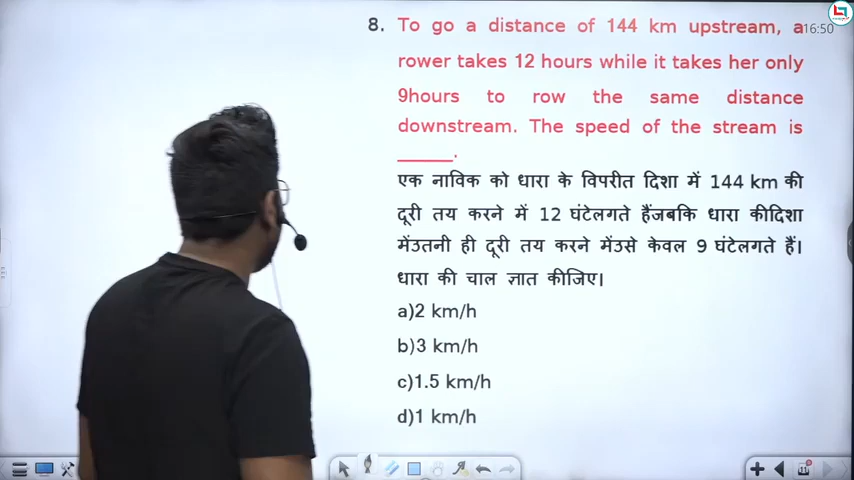 16:50
8. To go a distance of 144 km upstream, a
rower takes 12 hours while it takes her only
9hours to row the same distance
downstream. The speed of the stream is
_____.
एक नाविक को धारा के विपरीत दिशा में 144 km की
दूरी तय करने में 12 घंटेलगते हैंजबकि धारा कीदिशा
मेंउतनी ही दूरी तय करने मेंउसे केवल 9 घंटेलगते हैं।
धारा की चाल ज्ञात कीजिए।
a)2 km/h
b)3 km/h
c)1.5 km/h
d)1 km/h